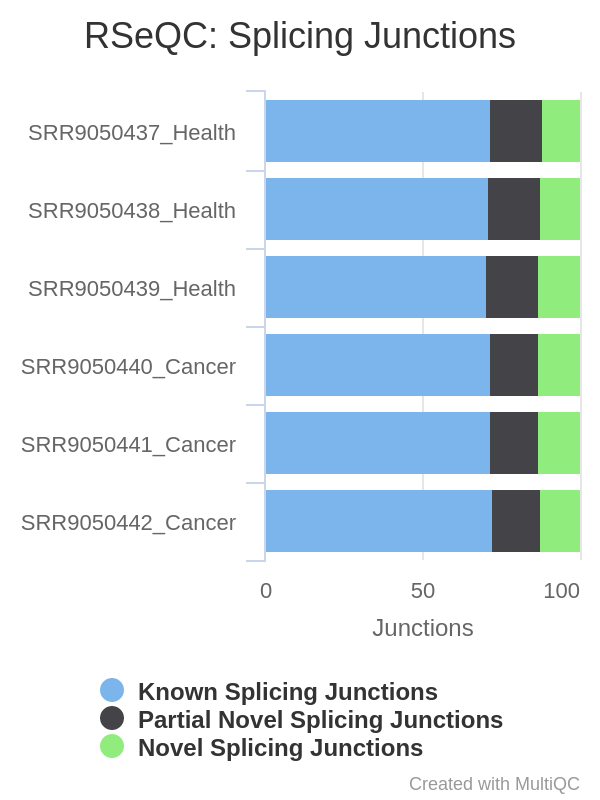 RSeQC: Splicing Junctions
SRR9050437_Health
SRR9050438_Health
SRR9050439_Health
SRR9050440_Cancer
SRR9050441_Cancer
SRR9050442_Cancer
0 50 100
Junctions
Known Splicing Junctions
Partial Novel Splicing Junctions
Novel Splicing Junctions
Created with MultiQC